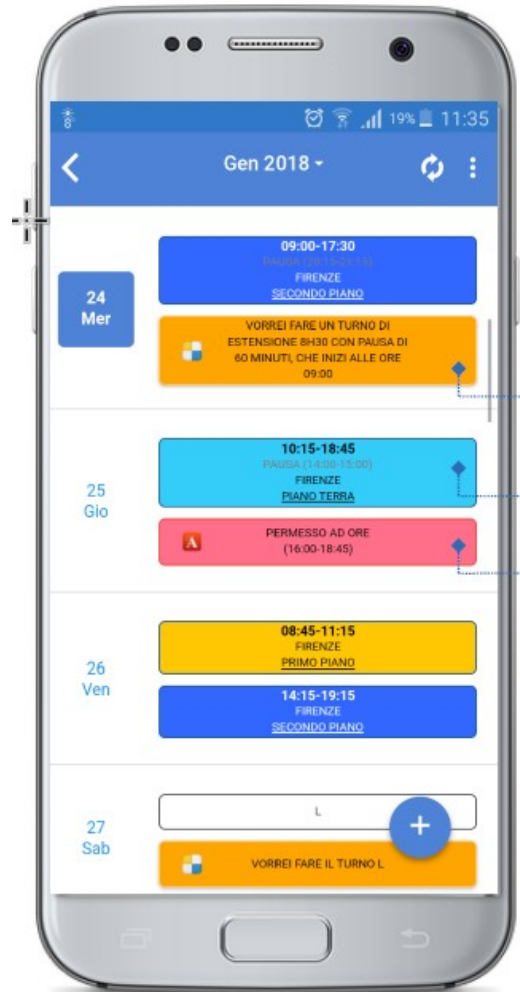 19% 11:35
Gen 2018
09:00-17:30
PAUSA (20:15-21:15)
FIRENZE
SECONDO PIANO
24
Mer
VORREI FARE UN TURNO DI
ESTENSIONE 8H30 CON PAUSA DI
60 MINUTI, CHE INIZI ALLE ORE
09:00
10:15-18:45
PAUSA (14:00-15:00)
FIRENZE
PIANO TERRA
25
Gio
A
PERMESSO AD ORE
(16:00-18:45)
08:45-11:15
FIRENZE
PRIMO PIANO
26
Ven
14:15-19:15
FIRENZE
SECONDO PIANO
L
27
Sab
+
VORREI FARE IL TURNO L